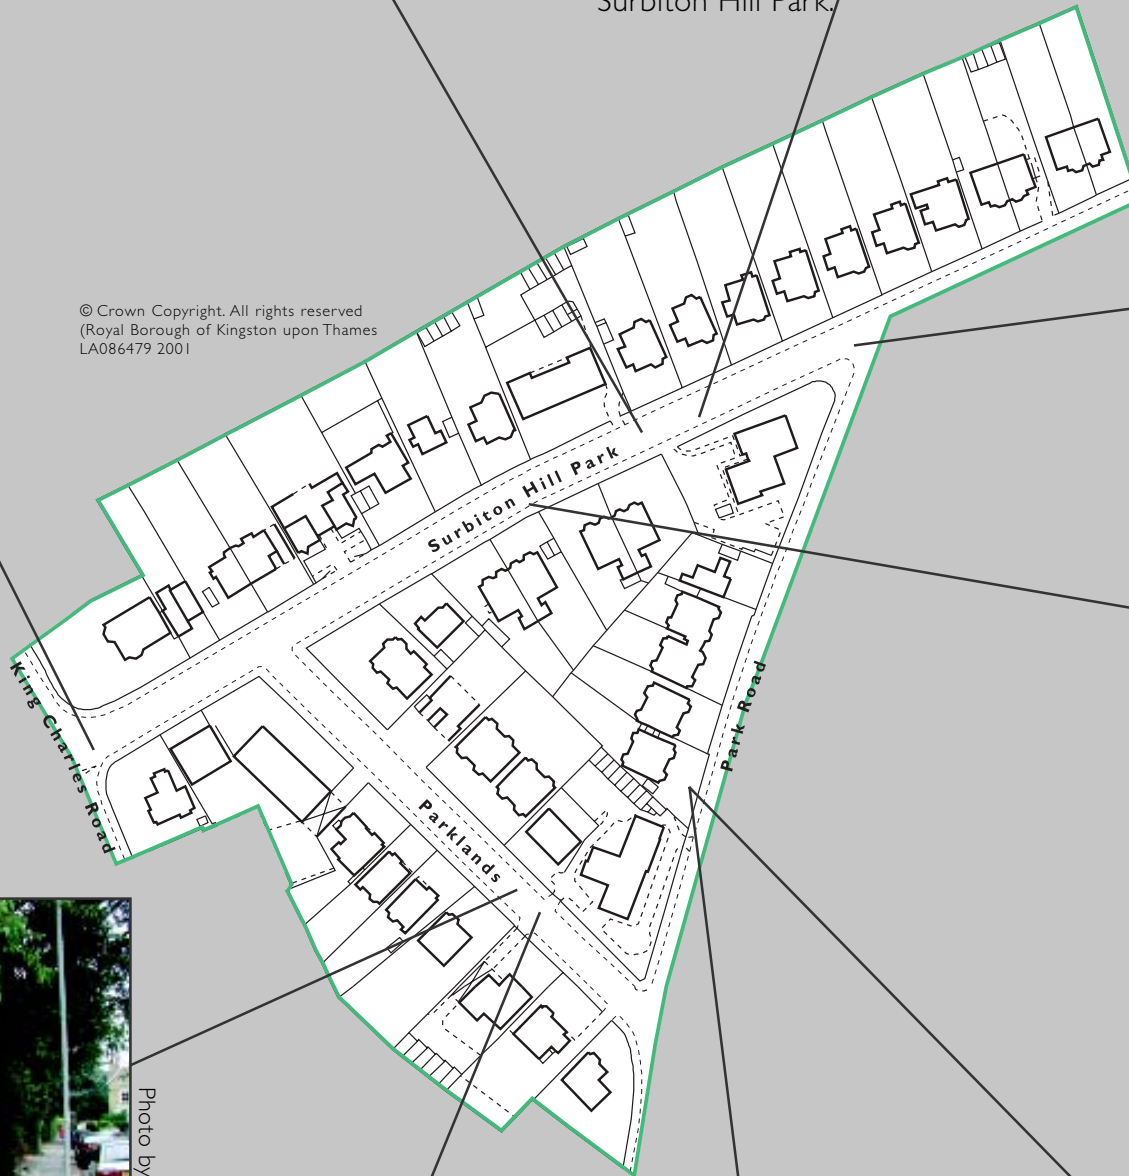 Surbiton Hill Park.
© Crown Copyright. All rights reserved
(Royal Borough of Kingston upon Thames
LA086479 2001
Surbiton Hill Park
King Charles Road
Park Road
Parklands
Photo by